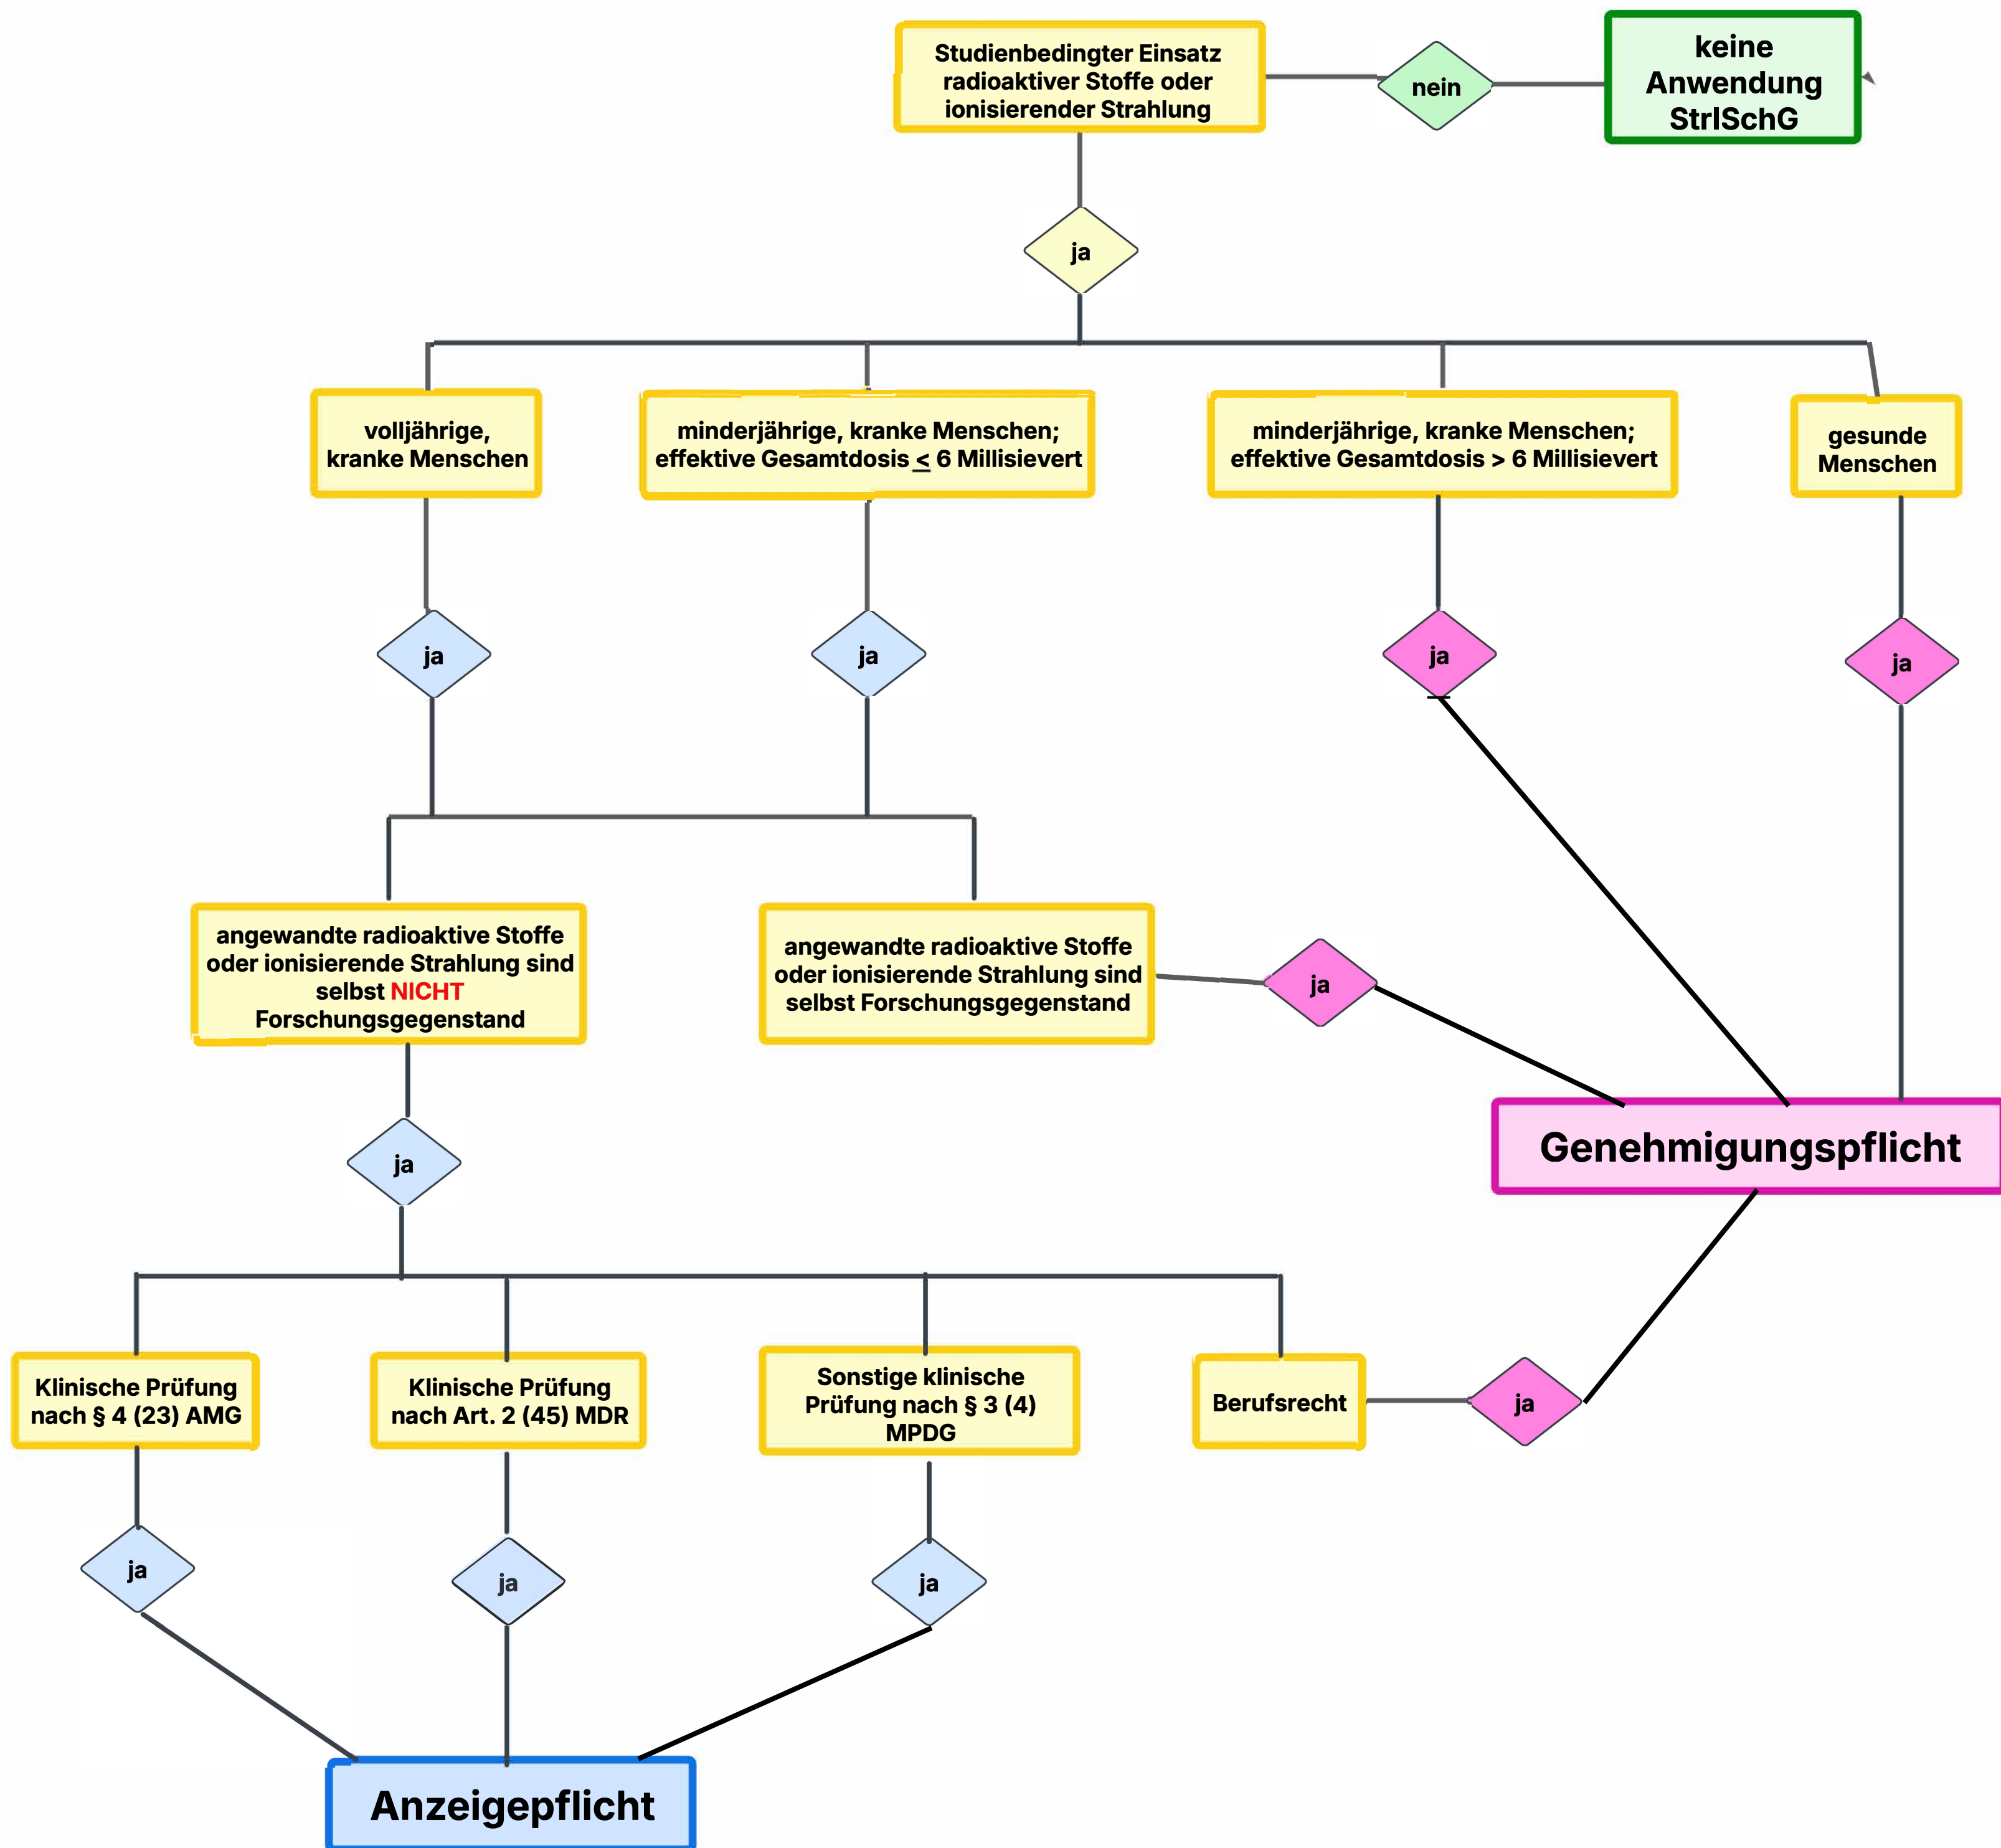 Studienbedingter Einsatz
radioaktiver Stoffe oder
ionisierender Strahlung
nein
keine
Anwendung
StrlSchG
ja
volljährige,
kranke Menschen
minderjährige, kranke Menschen;
effektive Gesamtdosis < 6 Millisievert
minderjährige, kranke Menschen;
effektive Gesamtdosis > 6 Millisievert
gesunde
Menschen
ja
ja
ja
ja
angewandte radioaktive Stoffe
oder ionisierende Strahlung sind
selbst NICHT
Forschungsgegenstand
angewandte radioaktive Stoffe
oder ionisierende Strahlung sind
selbst Forschungsgegenstand
ja
ja
Genehmigungspflicht
Klinische Prüfung
nach § 4 (23) AMG
Klinische Prüfung
nach Art. 2 (45) MDR
Sonstige klinische
Prüfung nach § 3 (4)
MPDG
Berufsrecht
ja
ja
ja
ja
Anzeigepflicht